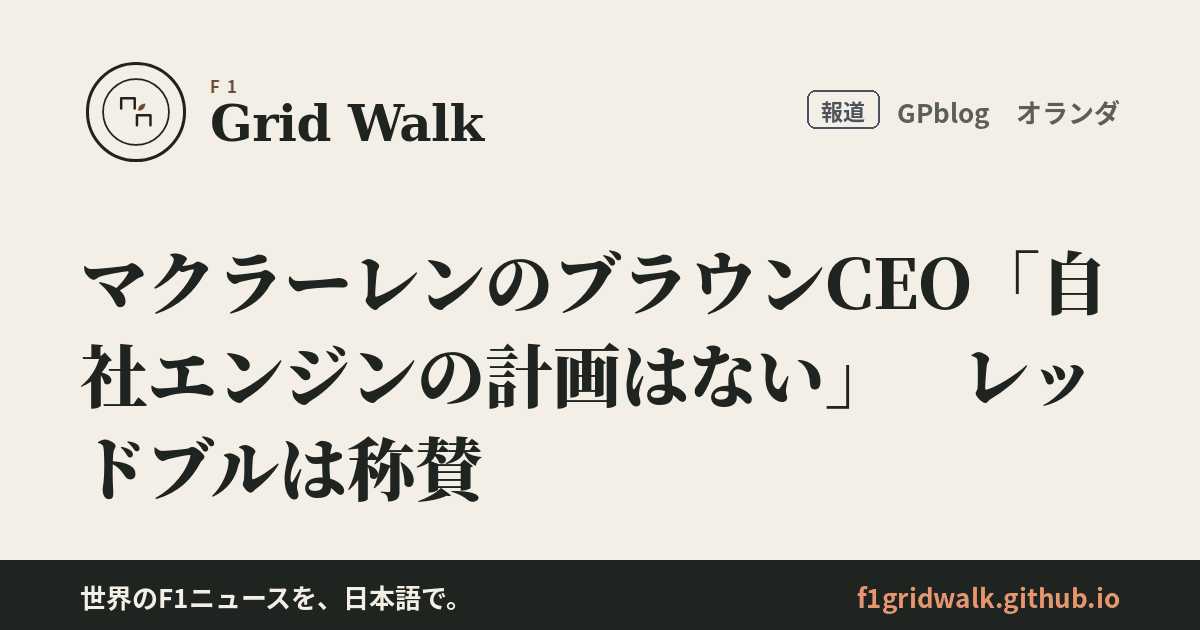 F1
Grid Walk
報道 GPblog　オランダ
マクラーレンのブラウンCEO「自
社エンジンの計画はない」　レッ
ドブルは称賛
世界のF1ニュースを、日本語で。
f1gridwalk.github.io